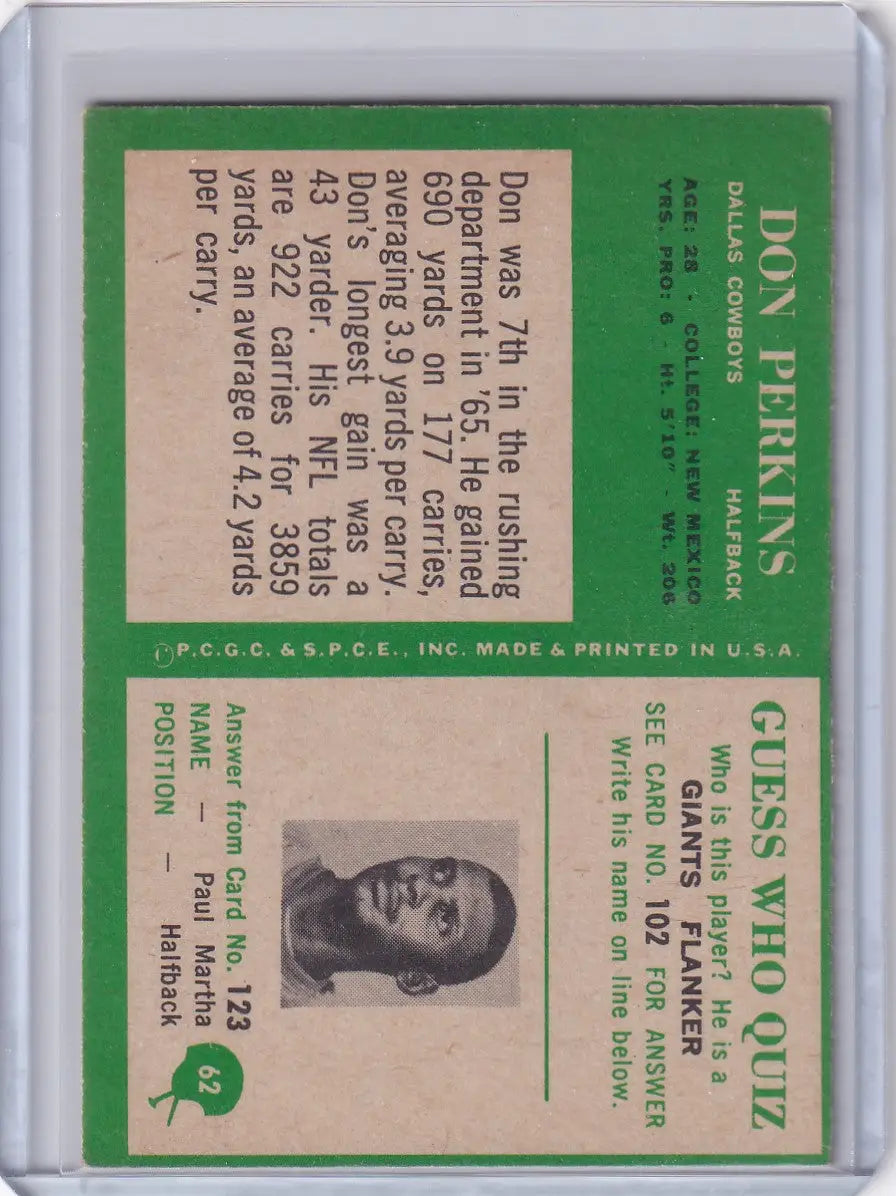 DON PERKINS
DALLAS COWBOYS HALFBACK
AGE: 28 - COLLEGE: NEW MEXICO
YRS. PRO: 6 - Ht. 5'10" - Wt. 206
Don was 7th in the rushing
department in '65. He gained
690 yards on 177 carries,
averaging 3.9 yards per carry.
Don's longest gain was a
43 yarder. His NFL totals
are 922 carries for 3859
yards, an average of 4.2 yards
per carry.
©P.C.G.C. & S.P.C.E., INC. MADE & PRINTED IN U.S.A.
GUESS WHO QUIZ
Who is this player? He is a
GIANTS FLANKER
SEE CARD NO. 102 FOR ANSWER
Write his name on line below.
Answer from Card No. 123
NAME — Paul Martha
POSITION — Halfback
62